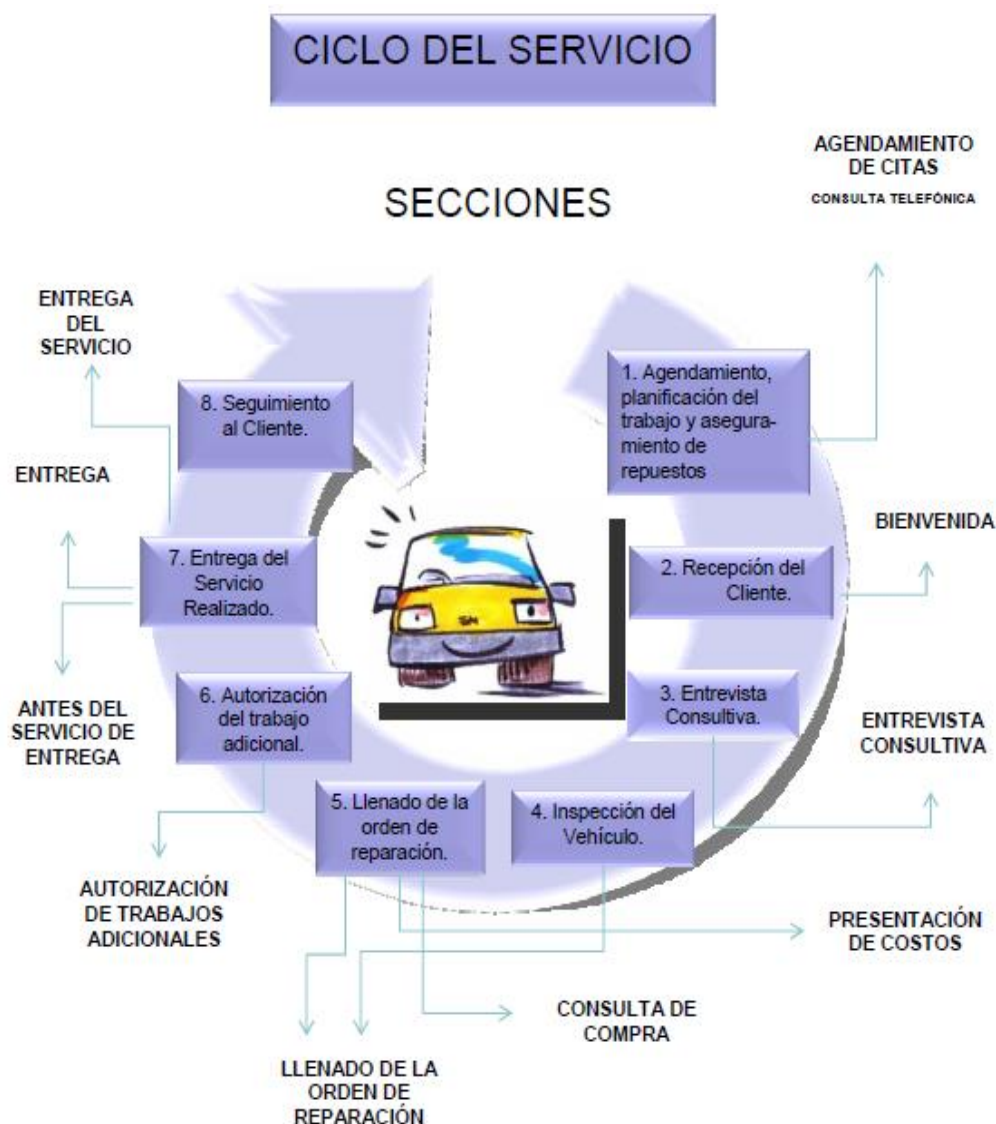 CICLO DEL SERVICIO
SECCIONES
AGENDAMIENTO
DE CITAS
CONSULTA TELEFÓNICA
1. Agendamiento,
planificación del
trabajo y asegura-
miento de
repuestos
BIENVENIDA
2. Recepción del
Cliente.
3. Entrevista
Consultiva.
ENTREVISTA
CONSULTIVA
4. Inspección del
Vehículo.
5. Llenado de la
orden de
reparación.
PRESENTACIÓN
DE COSTOS
CONSULTA DE
COMPRA
LLENADO DE LA
ORDEN DE
REPARACIÓN
6. Autorización
del trabajo
adicional.
AUTORIZACIÓN
DE TRABAJOS
ADICIONALES
7. Entrega del
Servicio
Realizado.
ANTES DEL
SERVICIO DE
ENTREGA
ENTREGA
ENTREGA
DEL
SERVICIO
8. Seguimiento
al Cliente.